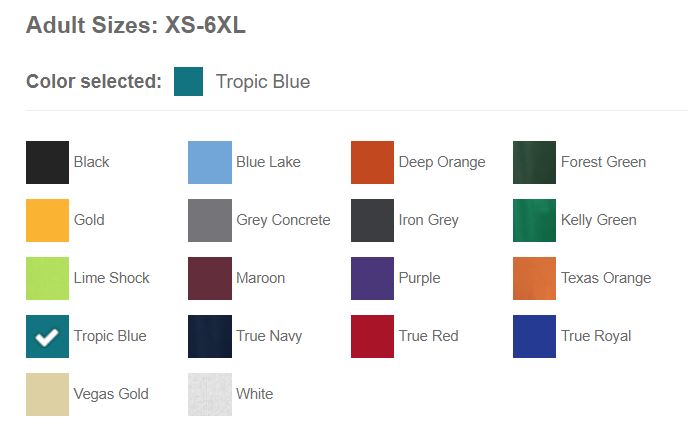 Adult Sizes: XS-6XL
Color selected: Tropic Blue
Black Blue Lake Deep Orange Forest Green
Gold Grey Concrete Iron Grey Kelly Green
Lime Shock Maroon Purple Texas Orange
Tropic Blue True Navy True Red True Royal
Vegas Gold White